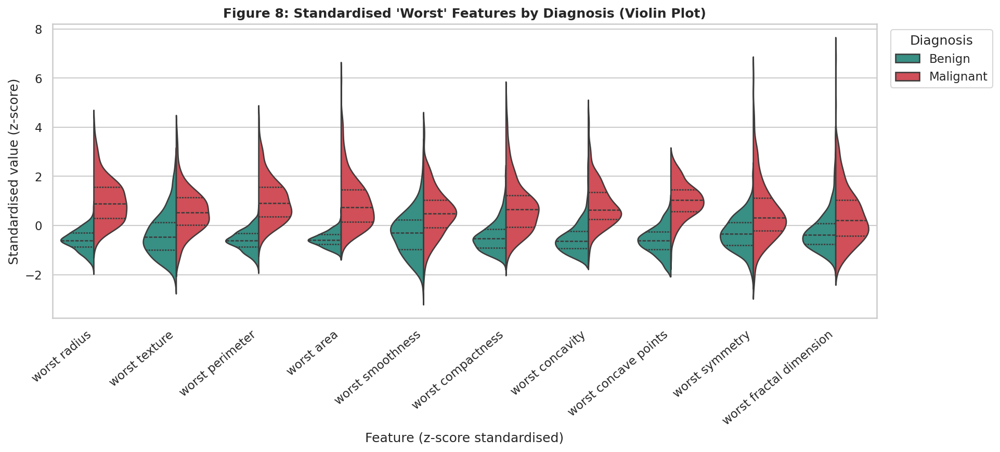 Figure 8: Standardised 'Worst' Features by Diagnosis (Violin Plot)
Standardised value (z-score)
8
6
4
2
0
−2
Diagnosis
Benign
Malignant
worst radius
worst texture
worst perimeter
worst area
worst smoothness
worst compactness
worst concavity
worst concave points
worst symmetry
worst fractal dimension
Feature (z-score standardised)